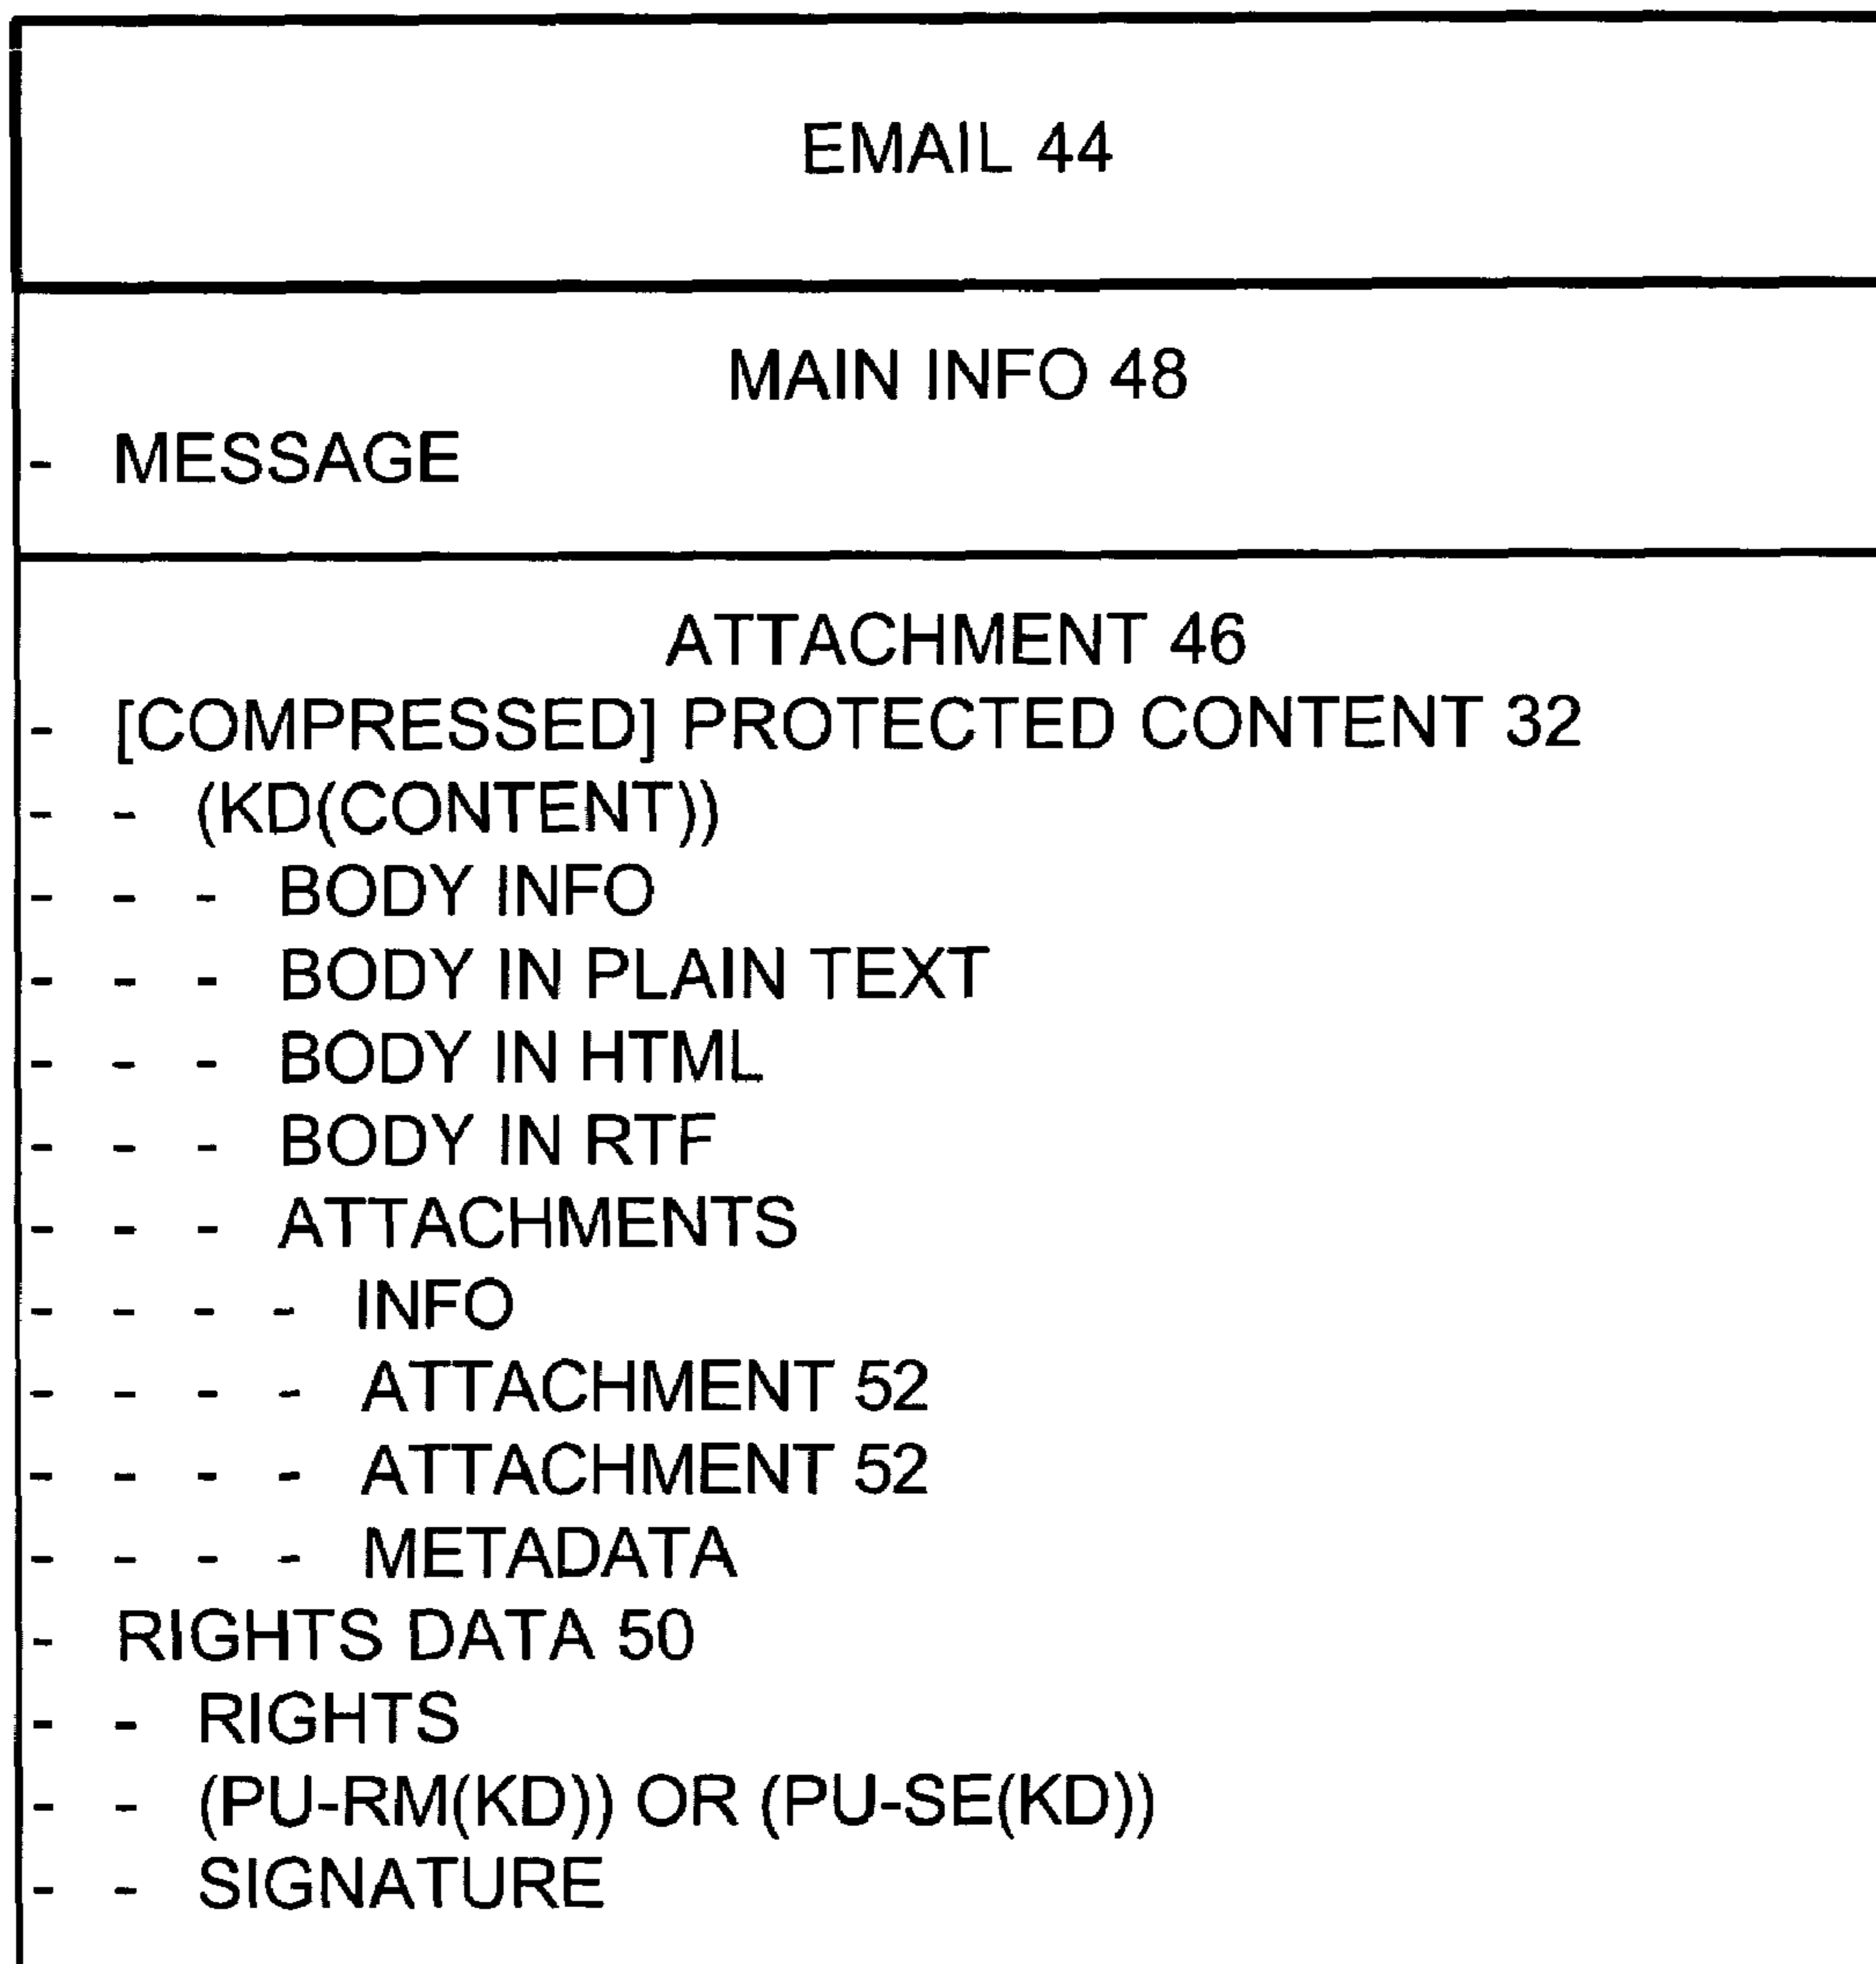 EMAIL 44
MAIN INFO 48
- MESSAGE
ATTACHMENT 46
- [COMPRESSED] PROTECTED CONTENT 32
- - (KD(CONTENT))
- - - BODY INFO
- - - BODY IN PLAIN TEXT
- - - BODY IN HTML
- - - BODY IN RTF
- - - ATTACHMENTS
- - - - INFO
- - - - ATTACHMENT 52
- - - - ATTACHMENT 52
- - - - METADATA
- RIGHTS DATA 50
- - RIGHTS
- - (PU-RM(KD)) OR (PU-SE(KD))
- - SIGNATURE